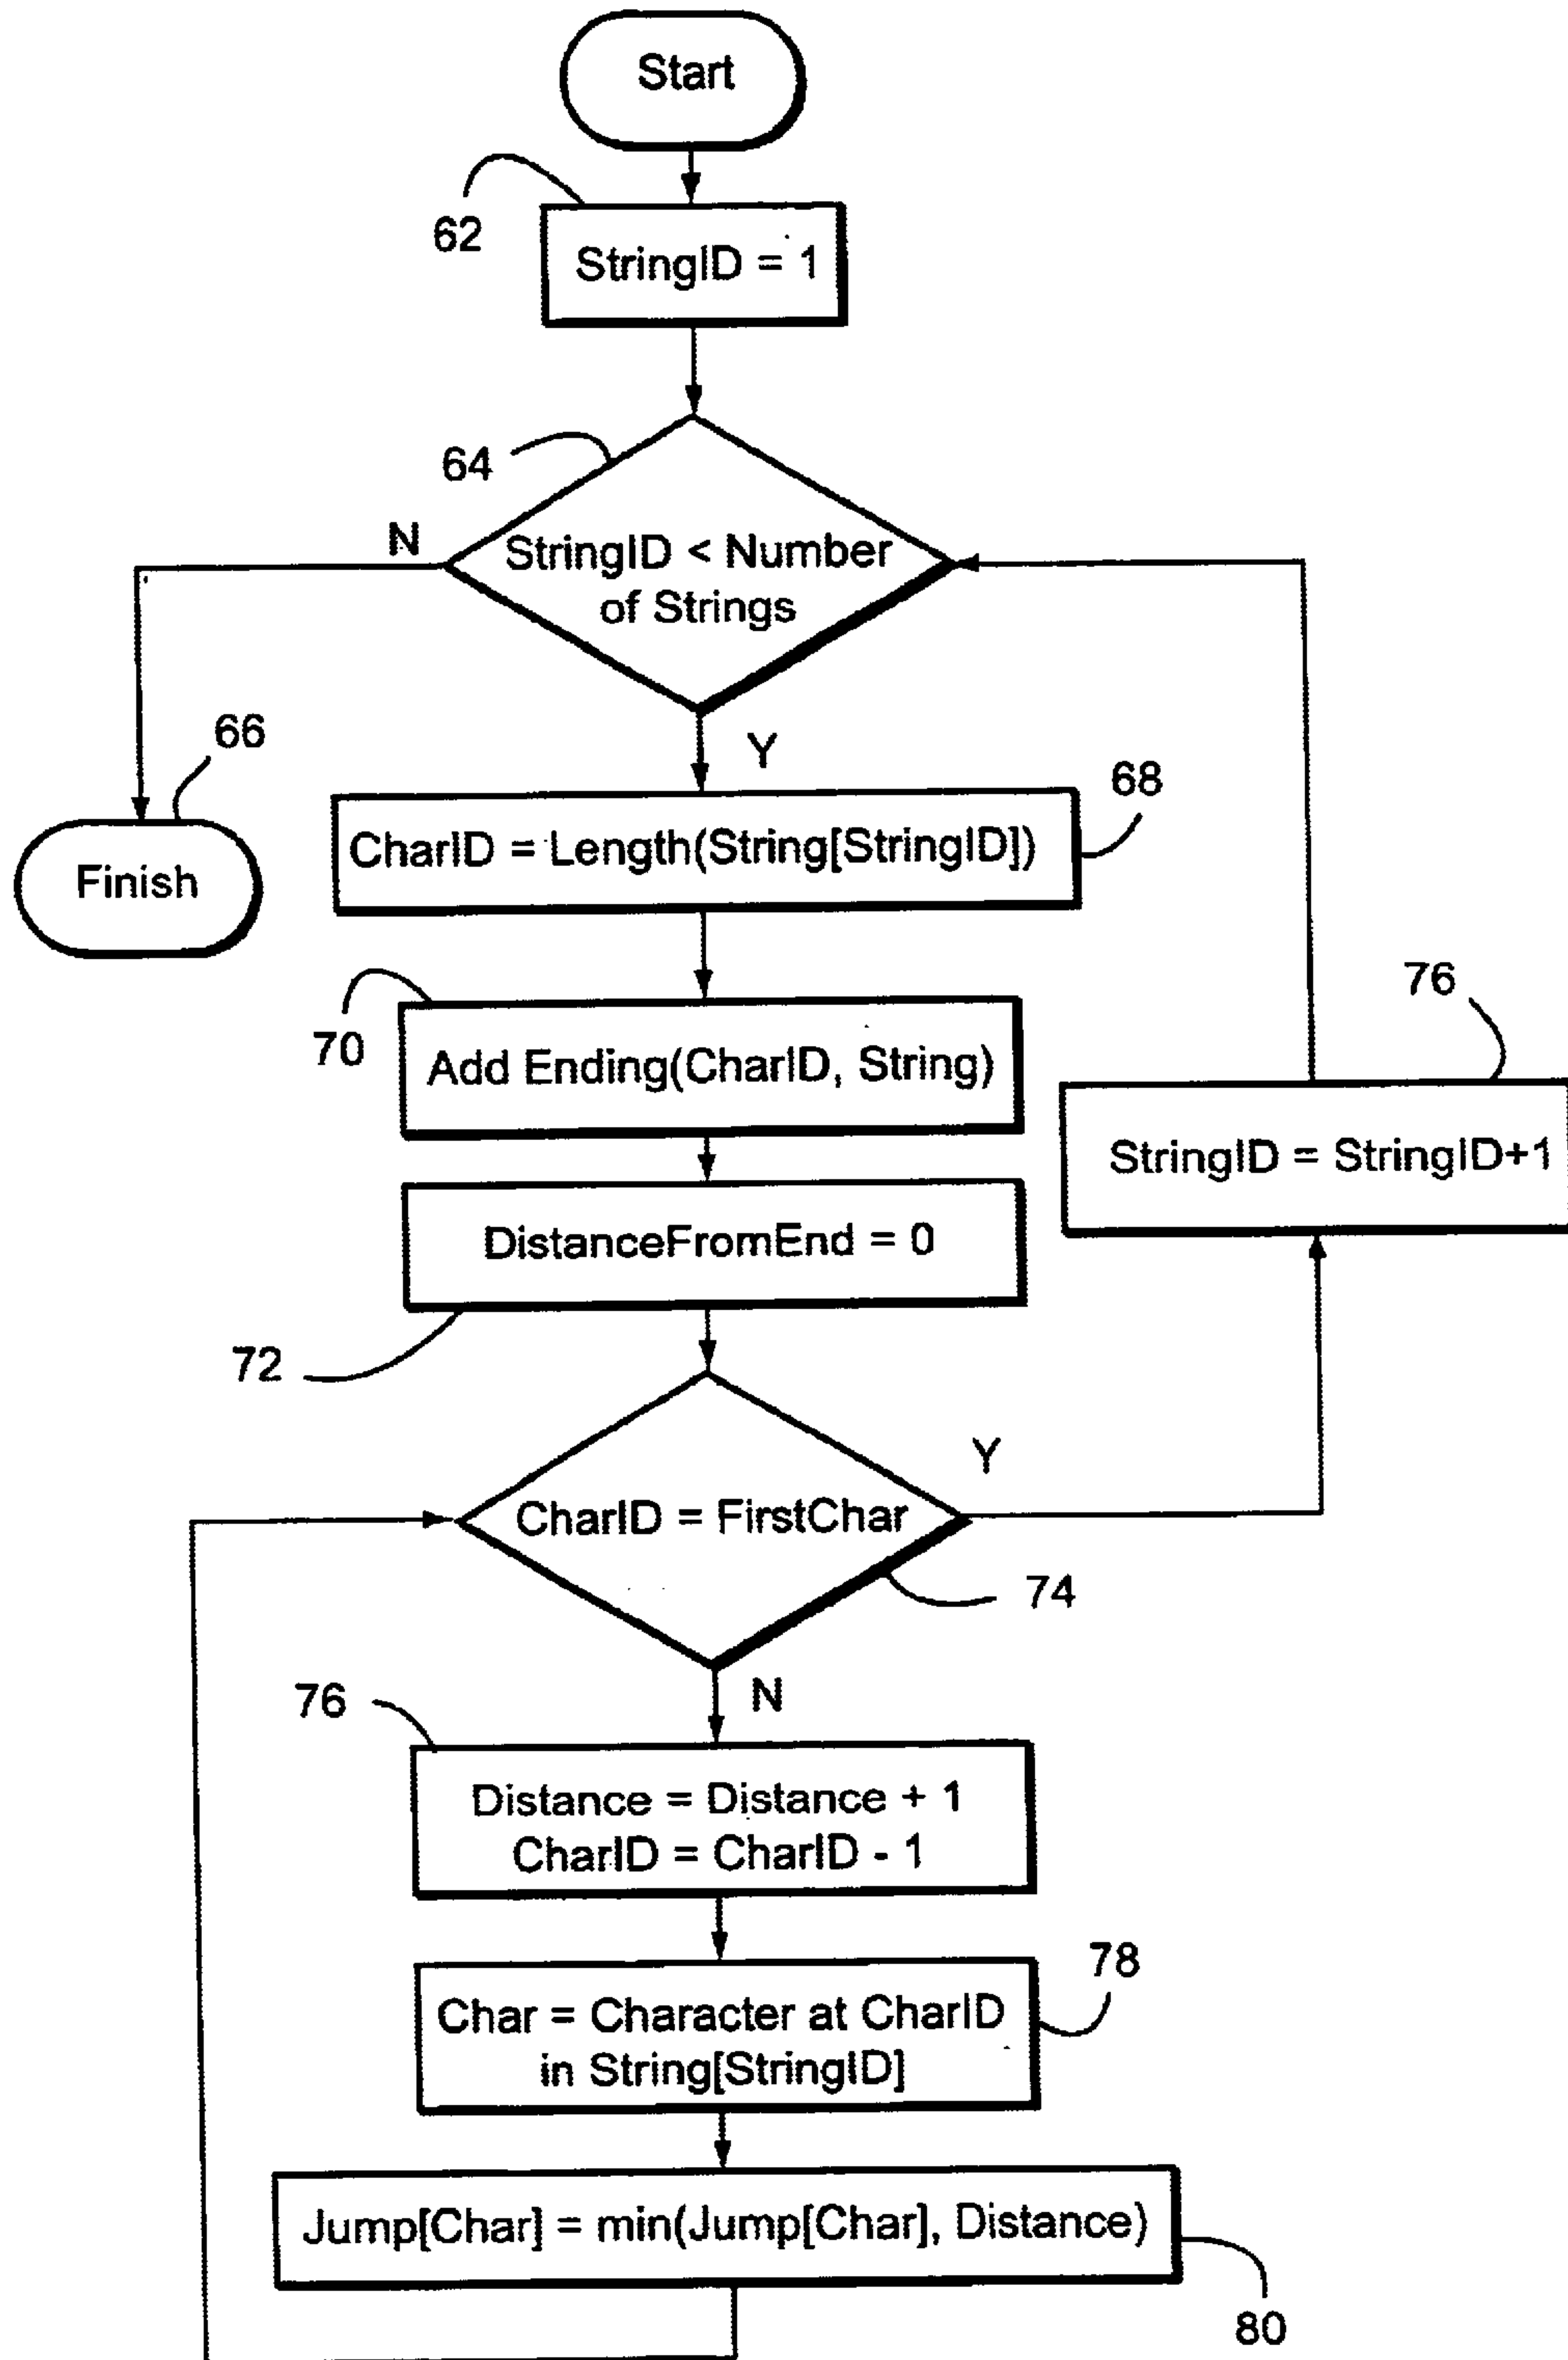 Start
62
StringID = 1
64
N
StringID < Number
of Strings
Y
66
Finish
68
CharID = Length(String[StringID])
70
Add Ending(CharID, String)
76
StringID = StringID+1
DistanceFromEnd = 0
72
Y
CharID = FirstChar
74
N
76
Distance = Distance + 1
CharID = CharID - 1
78
Char = Character at CharID
in String[StringID]
Jump[Char] = min(Jump[Char], Distance)
80